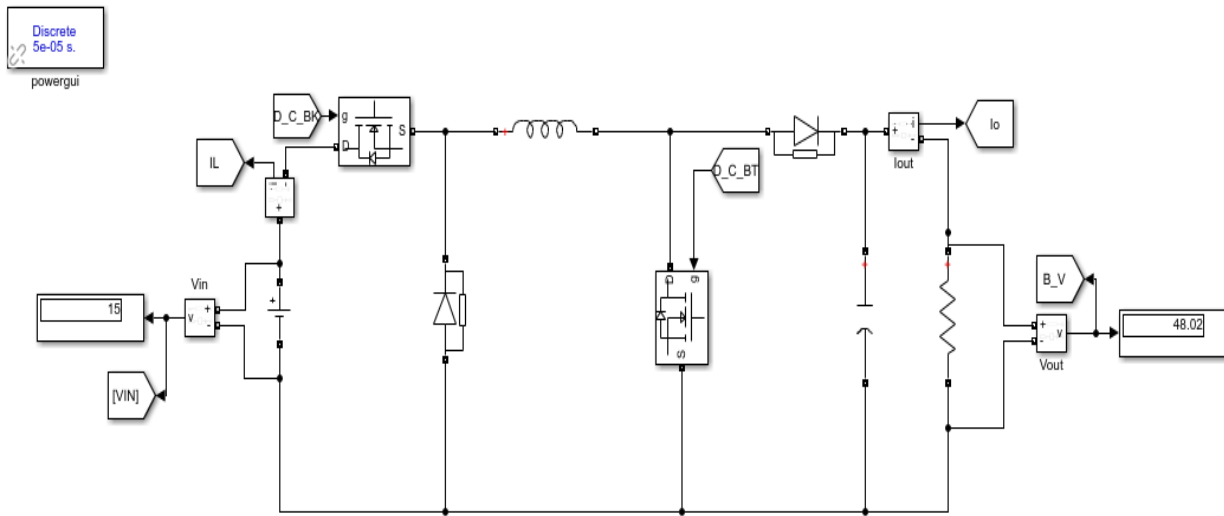 Discrete
5e-05 s.
powergui
D_C_BK
g
D
S
IL
+
Vin
15
v
+
-
+
[VIN]
D_C_BT
D
g
S
+
-
i
Iout
Io
B_V
+
-
v
Vout
48.02